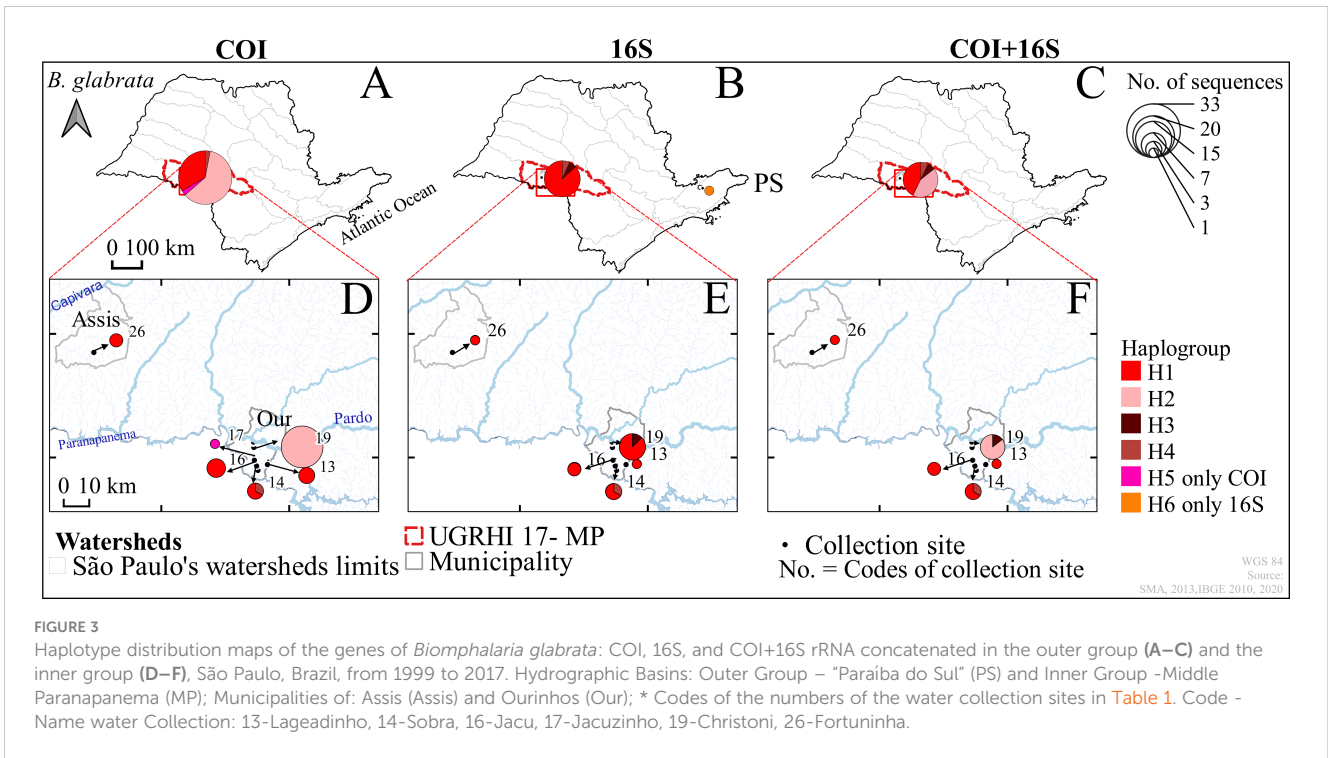 COI 16S COI+16S
B. glabrata A B C No. of sequences
33
20
15
7
3
1
PS
Atlantic Ocean
0 100 km
Capivara D E F
Assis 26 26 26
Haplogroup
H1
H2
H3
H4
H5 only COI
H6 only 16S
Our Pardo
Paranapanema 17 19 19 19
16 13 16 13 16 13
14 14 14
0 10 km
Watersheds
São Paulo's watersheds limits
UGRHI 17- MP
Municipality
• Collection site
No. = Codes of collection site
WGS 84
Source:
SMA, 2013,IBGE 2010, 2020
FIGURE 3
Haplotype distribution maps of the genes of Biomphalaria glabrata: COI, 16S, and COI+16S rRNA concatenated in the outer group (A–C) and the
inner group (D–F), São Paulo, Brazil, from 1999 to 2017. Hydrographic Basins: Outer Group – “Paraíba do Sul” (PS) and Inner Group -Middle
Paranapanema (MP); Municipalities of: Assis (Assis) and Ourinhos (Our); * Codes of the numbers of the water collection sites in Table 1. Code -
Name water Collection: 13-Lageadinho, 14-Sobra, 16-Jacu, 17-Jacuzinho, 19-Christoni, 26-Fortuninha.